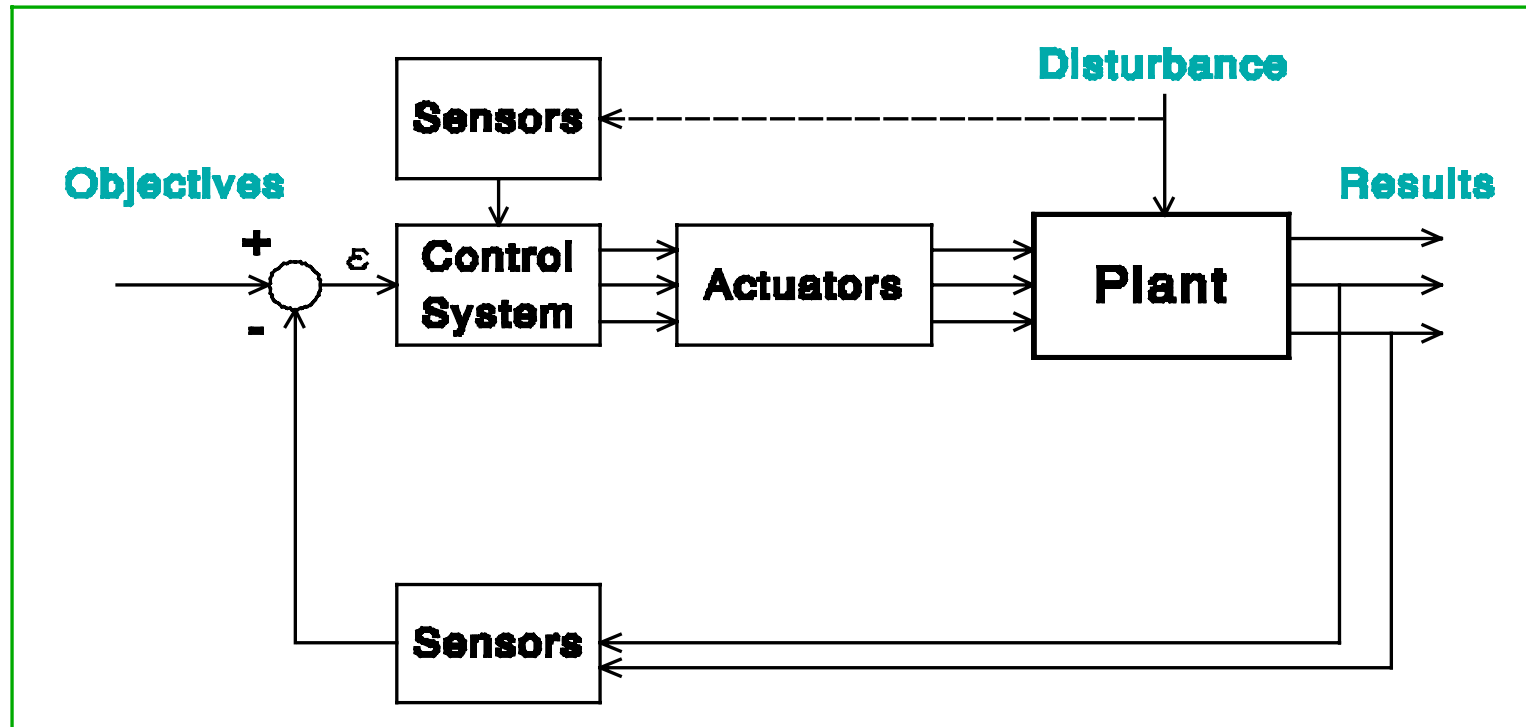 Disturbance
Sensors
Objectives
Results
+
ε
Control
System
Actuators
Plant
-
Sensors